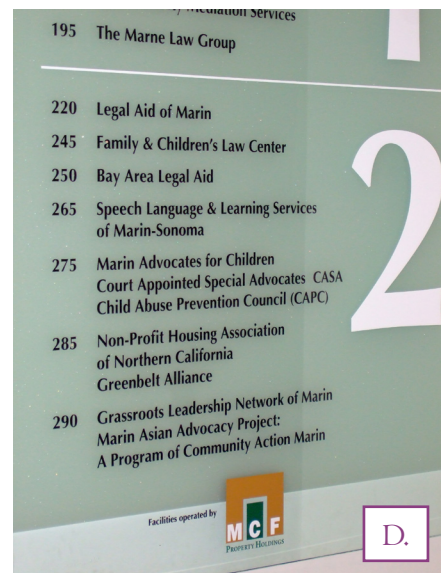 Mediation Services
195 The Marne Law Group
220 Legal Aid of Marin
245 Family & Children's Law Center
250 Bay Area Legal Aid
265 Speech Language & Learning Services
of Marin-Sonoma
275 Marin Advocates for Children
Court Appointed Special Advocates CASA
Child Abuse Prevention Council (CAPC)
285 Non-Profit Housing Association
of Northern California
Greenbelt Alliance
290 Grassroots Leadership Network of Marin
Marin Asian Advocacy Project:
A Program of Community Action Marin
2
Facilities operated by
MCF
PROPERTY HOLDINGS
D.